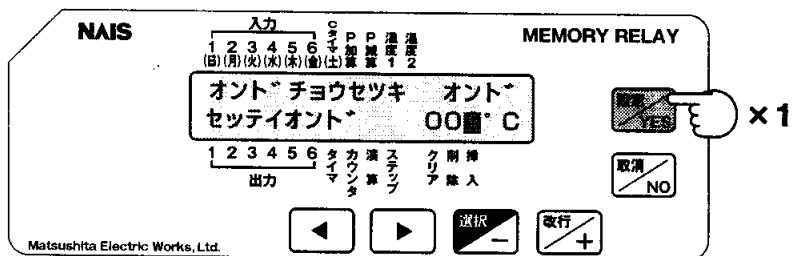 NAiS
MEMORY RELAY
入力
1 2 3 4 5 6 Cタイマ P加算 P減算 温度1 温度2
(日)(月)(火)(水)(木)(金)(土)
オント゛チョウセツキ オント゛
セッテイオント゛ 00 ゜C
1 2 3 4 5 6 タイマ カウンタ 演算 ステップ クリア 削除 挿入
出力
設定 YES
×1
取消 NO
◀ ▶ 選択 − 改行 +
Matsushita Electric Works, Ltd.